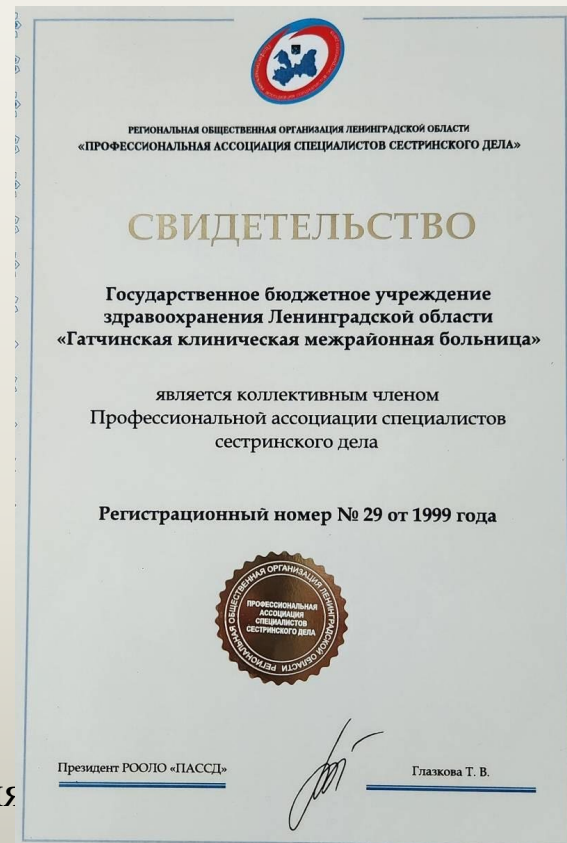 РЕГИОНАЛЬНАЯ ОБЩЕСТВЕННАЯ ОРГАНИЗАЦИЯ ЛЕНИНГРАДСКОЙ ОБЛАСТИ
«ПРОФЕССИОНАЛЬНАЯ АССОЦИАЦИЯ СПЕЦИАЛИСТОВ СЕСТРИНСКОГО ДЕЛА»
СВИДЕТЕЛЬСТВО
Государственное бюджетное учреждение
здравоохранения Ленинградской области
«Гатчинская клиническая межрайонная больница»
является коллективным членом
Профессиональной ассоциации специалистов
сестринского дела
Регистрационный номер № 29 от 1999 года
РЕГИОНАЛЬНАЯ ОБЩЕСТВЕННАЯ ОРГАНИЗАЦИЯ ЛЕНИНГРАДСКОЙ ОБЛАСТИ
ПРОФЕССИОНАЛЬНАЯ
АССОЦИАЦИЯ
СПЕЦИАЛИСТОВ
СЕСТРИНСКОГО ДЕЛА
Президент РООЛО «ПАССД»
Глазкова Т. В.